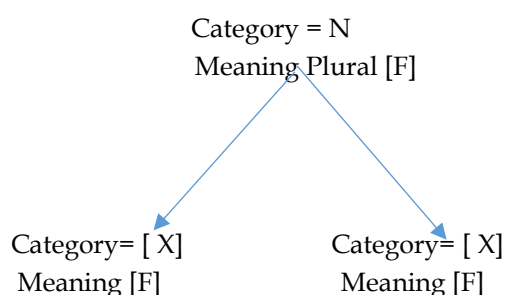 Category = N
Meaning Plural [F]
Category= [ X]
Meaning [F]
Category= [ X]
Meaning [F]